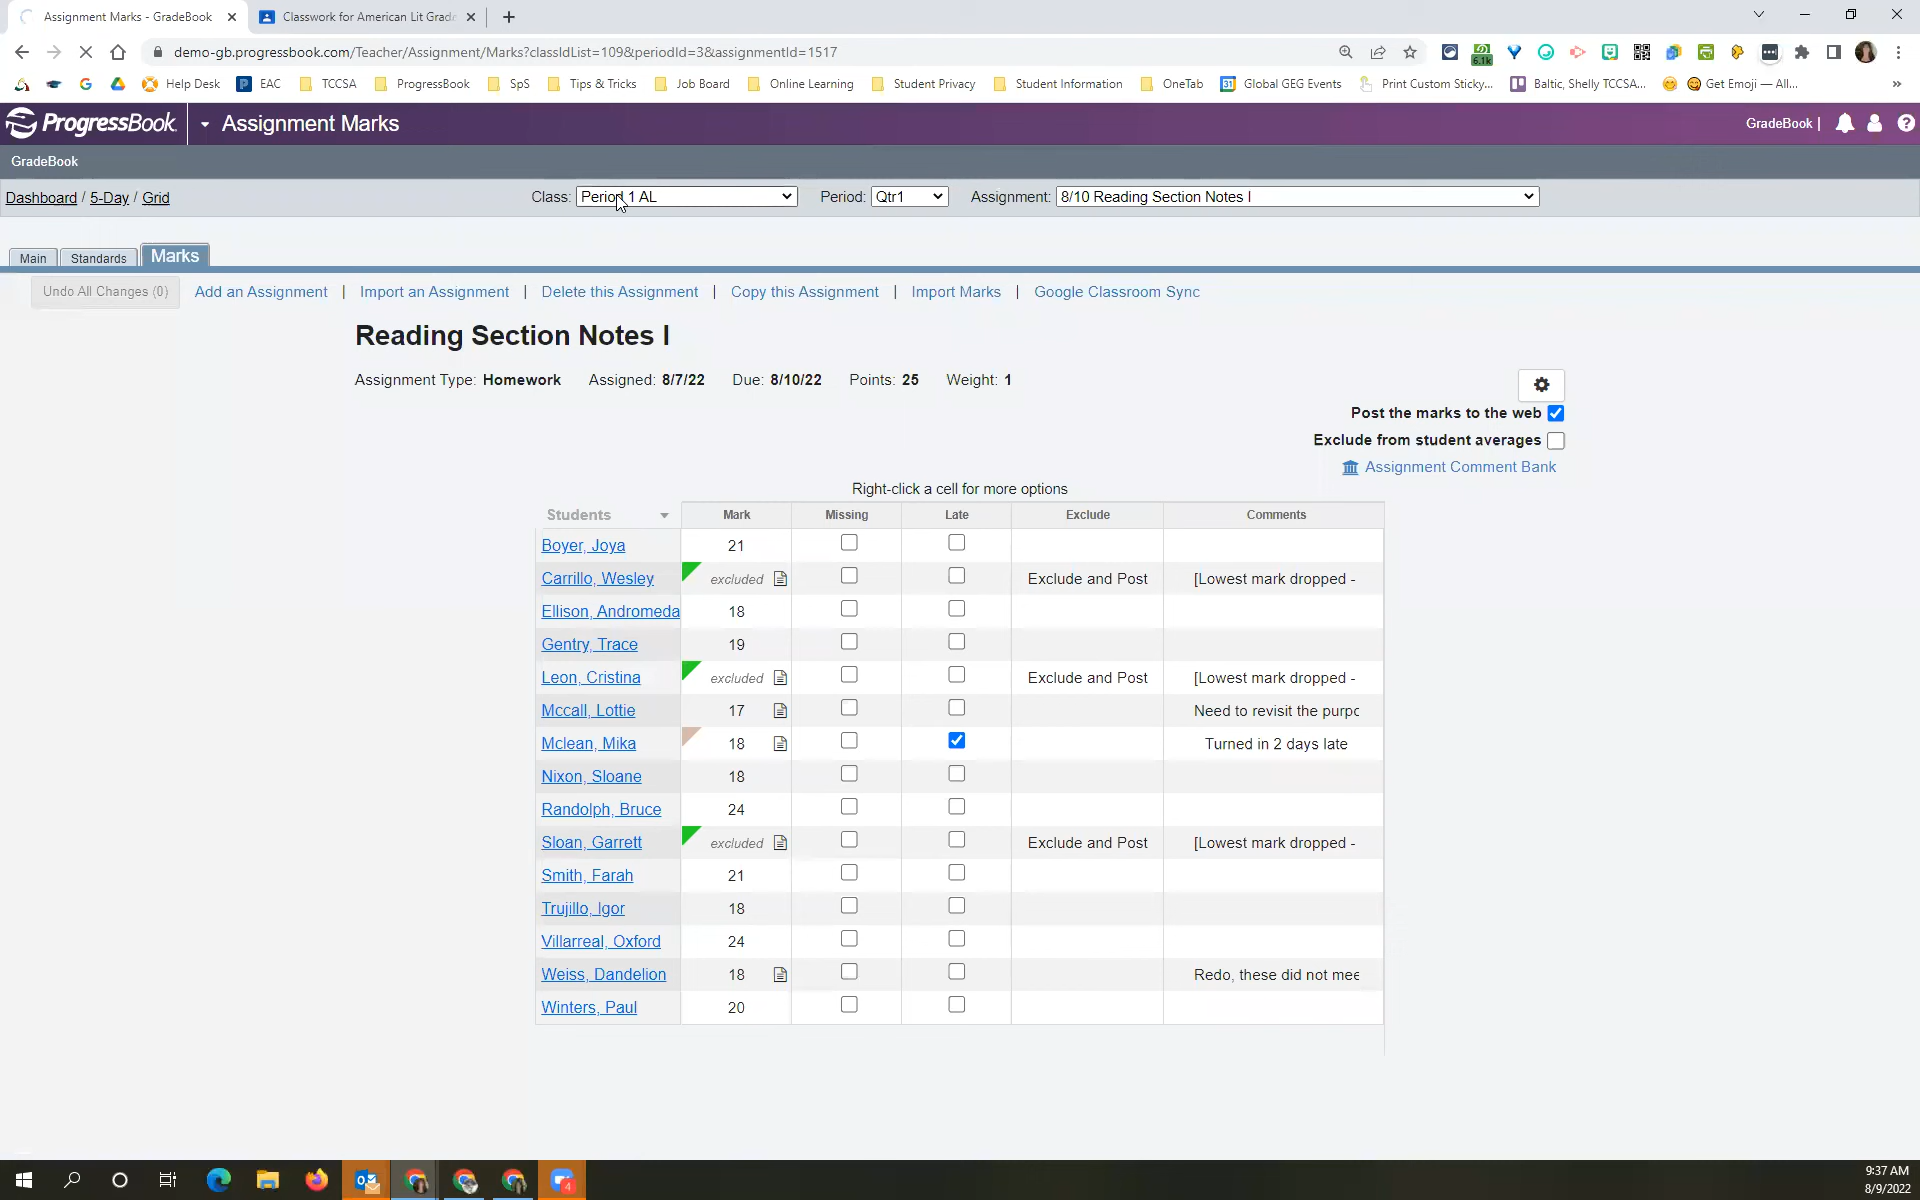 Assignment Marks - GradeBook
Classwork for American Lit Grade
demo-gb.progressbook.com/Teacher/Assignment/Marks?classIdList=109&periodId=3&assignmentId=1517
6.1k
Help Desk EAC TCCSA ProgressBook SpS Tips & Tricks Job Board Online Learning Student Privacy Student Information OneTab Global GEG Events Print Custom Sticky... Baltic, Shelly TCCSA... Get Emoji — All... »
ProgressBook Assignment Marks GradeBook |
GradeBook
Dashboard / 5-Day / Grid Class: Period 1 AL Period: Qtr1 Assignment: 8/10 Reading Section Notes I
Main Standards Marks
Undo All Changes (0) Add an Assignment | Import an Assignment | Delete this Assignment | Copy this Assignment | Import Marks | Google Classroom Sync
Reading Section Notes I
Assignment Type: Homework Assigned: 8/7/22 Due: 8/10/22 Points: 25 Weight: 1
Post the marks to the web
Exclude from student averages
Assignment Comment Bank
Right-click a cell for more options
Students Mark Missing Late Exclude Comments
Boyer, Joya 21
Carrillo, Wesley excluded Exclude and Post [Lowest mark dropped -
Ellison, Andromeda 18
Gentry, Trace 19
Leon, Cristina excluded Exclude and Post [Lowest mark dropped -
Mccall, Lottie 17 Need to revisit the purpc
Mclean, Mika 18 Turned in 2 days late
Nixon, Sloane 18
Randolph, Bruce 24
Sloan, Garrett excluded Exclude and Post [Lowest mark dropped -
Smith, Farah 21
Trujillo, Igor 18
Villarreal, Oxford 24
Weiss, Dandelion 18 Redo, these did not mee
Winters, Paul 20
9:37 AM
8/9/2022